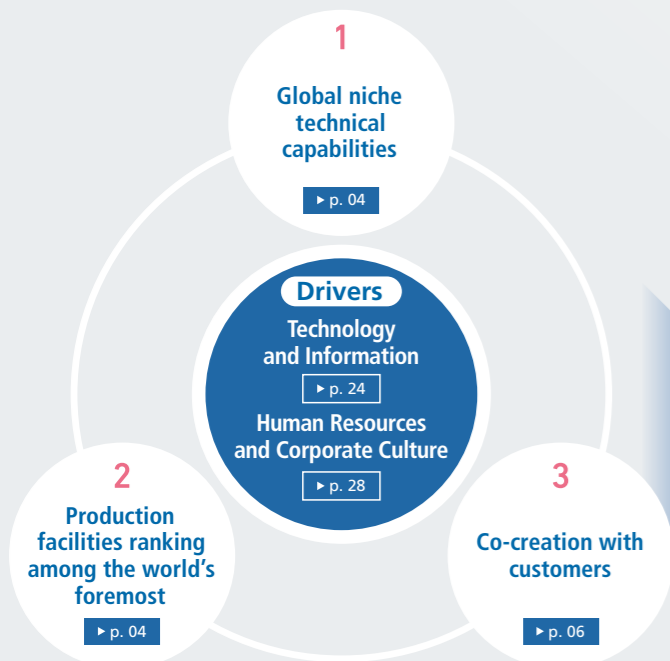 1
Global niche
technical
capabilities
▶ p. 04
Drivers
Technology
and Information
▶ p. 24
Human Resources
and Corporate Culture
▶ p. 28
2
Production
facilities ranking
among the world's
foremost
▶ p. 04
3
Co-creation with
customers
▶ p. 06